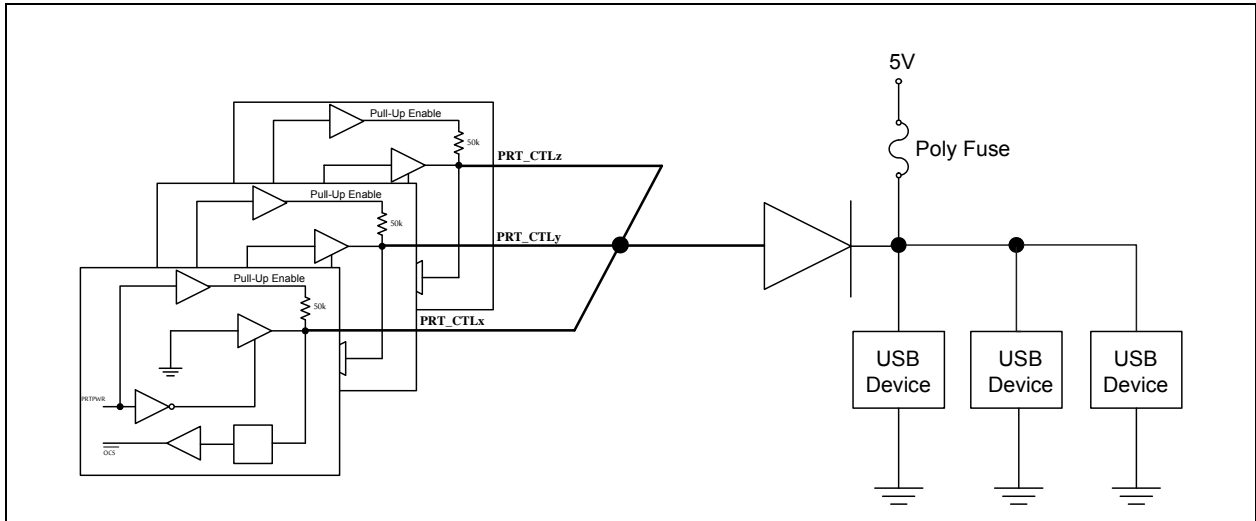 5V
Poly Fuse
Pull-Up Enable
50k
PRT_CTLz
Pull-Up Enable
50k
PRT_CTLy
Pull-Up Enable
50k
PRT_CTLx
PRTPWR
OCS
USB
Device
USB
Device
USB
Device